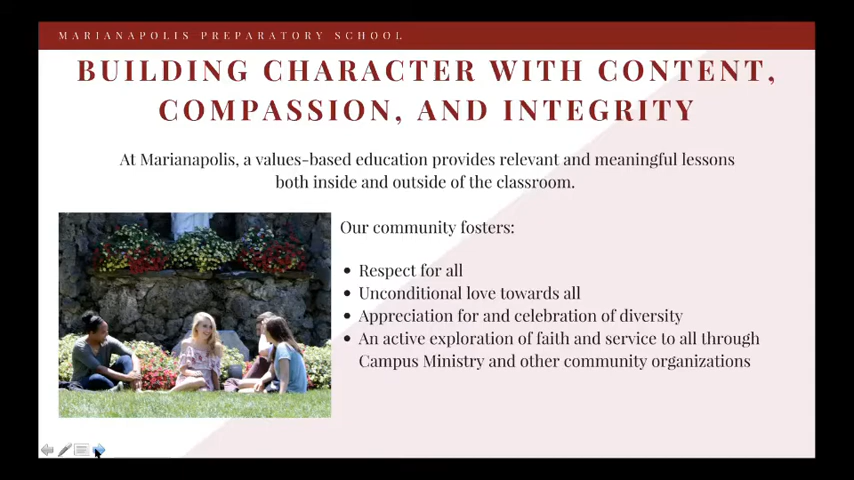 MARIANAPOLIS PREPARATORY SCHOOL
BUILDING CHARACTER WITH CONTENT,
COMPASSION, AND INTEGRITY
At Marianapolis, a values-based education provides relevant and meaningful lessons
both inside and outside of the classroom.
Our community fosters:
• Respect for all
• Unconditional love towards all
• Appreciation for and celebration of diversity
• An active exploration of faith and service to all through
Campus Ministry and other community organizations